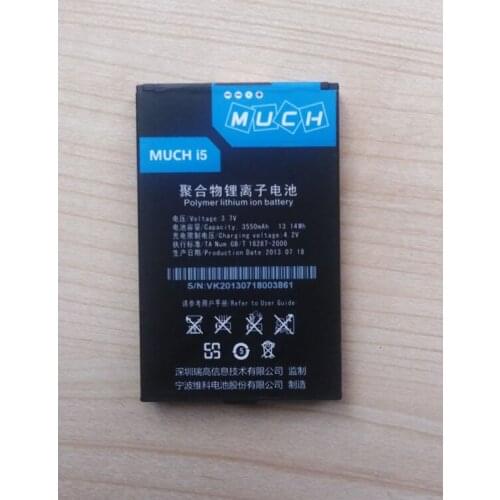 MUCH
MUCH i5
聚合物锂离子电池
Polymer lithium ion battery
电压/Voltage:3.7V
电池容量/Capacity: 3550mAh 13.14Wh
充电限制电压/Charging voltage:4.2V
执行标准/TA Num GB/T 18287-2000
生产日期/Production Date 2013.07.18
S/N:VK20130718003861
请参考用户手册/Refer to User Guide
深圳瑞高信息技术有限公司 监制
宁波维科电池股份有限公司 制造